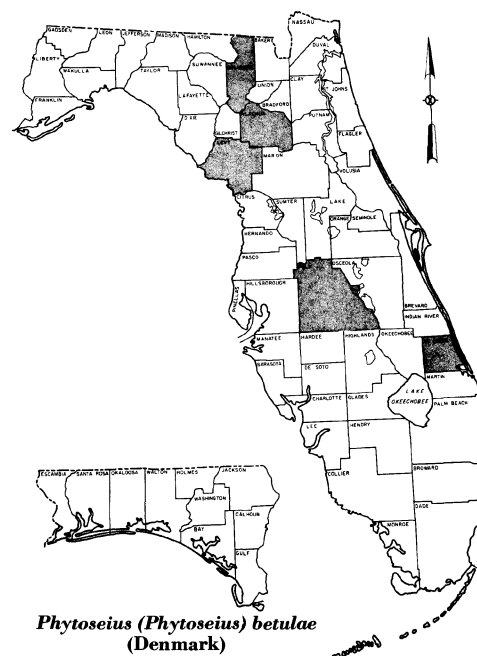 NASSAU
GADSDEN
LEON
JEFFERSON
MADISON
HAMILTON
BAKER
DUVAL
LIBERTY
WAKULLA
TAYLOR
SUWANNEE
UNION
CLAY
ST JOHNS
FRANKLIN
LAFAYETTE
BRADFORD
DIXIE
GILCHRIST
PUTNAM
FLAGLER
MARION
VOLUSIA
CITRUS
SUMTER
LAKE
HERNANDO
ORANGE
SEMINOLE
PASCO
OSCEOLA
PINELLAS
HILLSBOROUGH
BREVARD
INDIAN RIVER
MANATEE
HARDEE
HIGHLANDS
OKEECHOBEE
SARASOTA
DE SOTO
MARTIN
CHARLOTTE
GLADES
LAKE
OKEECHOBEE
PALM BEACH
LEE
HENDRY
COLLIER
BROWARD
DADE
MONROE
ESCAMBIA
SANTA ROSA
OKALOOSA
WALTON
HOLMES
JACKSON
WASHINGTON
BAY
CALHOUN
GULF
Phytoseius (Phytoseius) betulae
(Denmark)